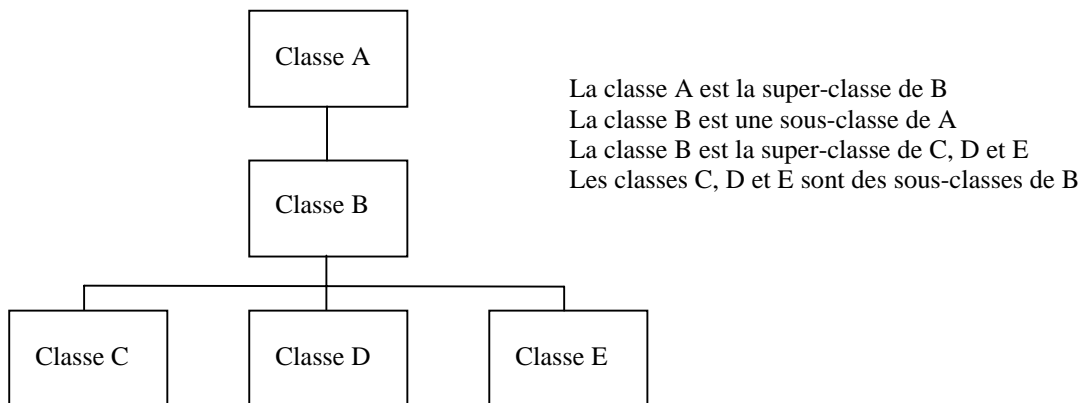 Classe A
La classe A est la super-classe de B
La classe B est une sous-classe de A
La classe B est la super-classe de C, D et E
Les classes C, D et E sont des sous-classes de B
Classe B
Classe C
Classe D
Classe E